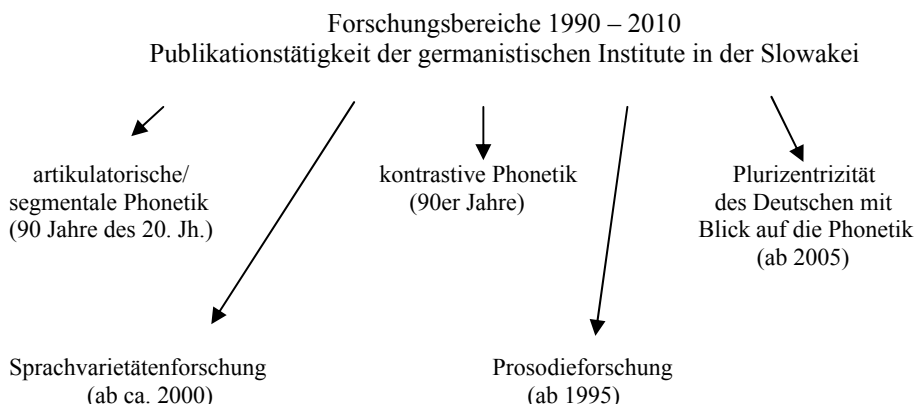 Forschungsbereiche 1990 – 2010
Publikationstätigkeit der germanistischen Institute in der Slowakei
artikulatorische/
segmentale Phonetik
(90 Jahre des 20. Jh.)
kontrastive Phonetik
(90er Jahre)
Plurizentrizität
des Deutschen mit
Blick auf die Phonetik
(ab 2005)
Sprachvarietätenforschung
(ab ca. 2000)
Prosodieforschung
(ab 1995)